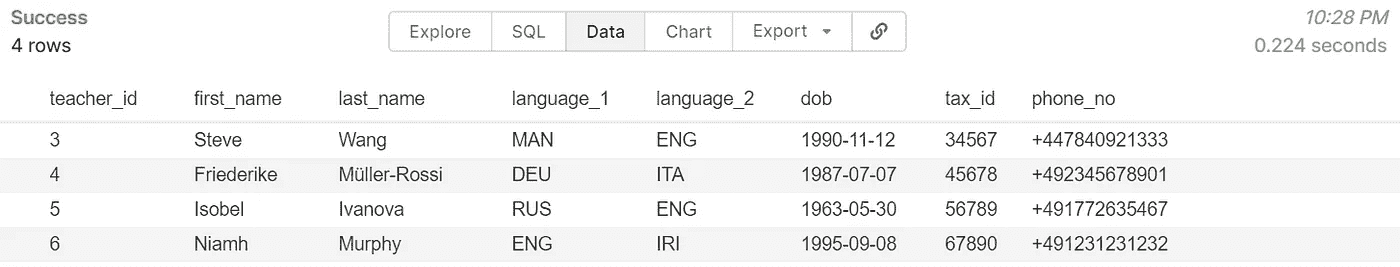 Success 10:28 PM
4 rows Explore SQL Data Chart Export 0.224 seconds
teacher_id first_name last_name language_1 language_2 dob tax_id phone_no
3 Steve Wang MAN ENG 1990-11-12 34567 +447840921333
4 Friederike Müller-Rossi DEU ITA 1987-07-07 45678 +492345678901
5 Isobel Ivanova RUS ENG 1963-05-30 56789 +491772635467
6 Niamh Murphy ENG IRI 1995-09-08 67890 +491231231232